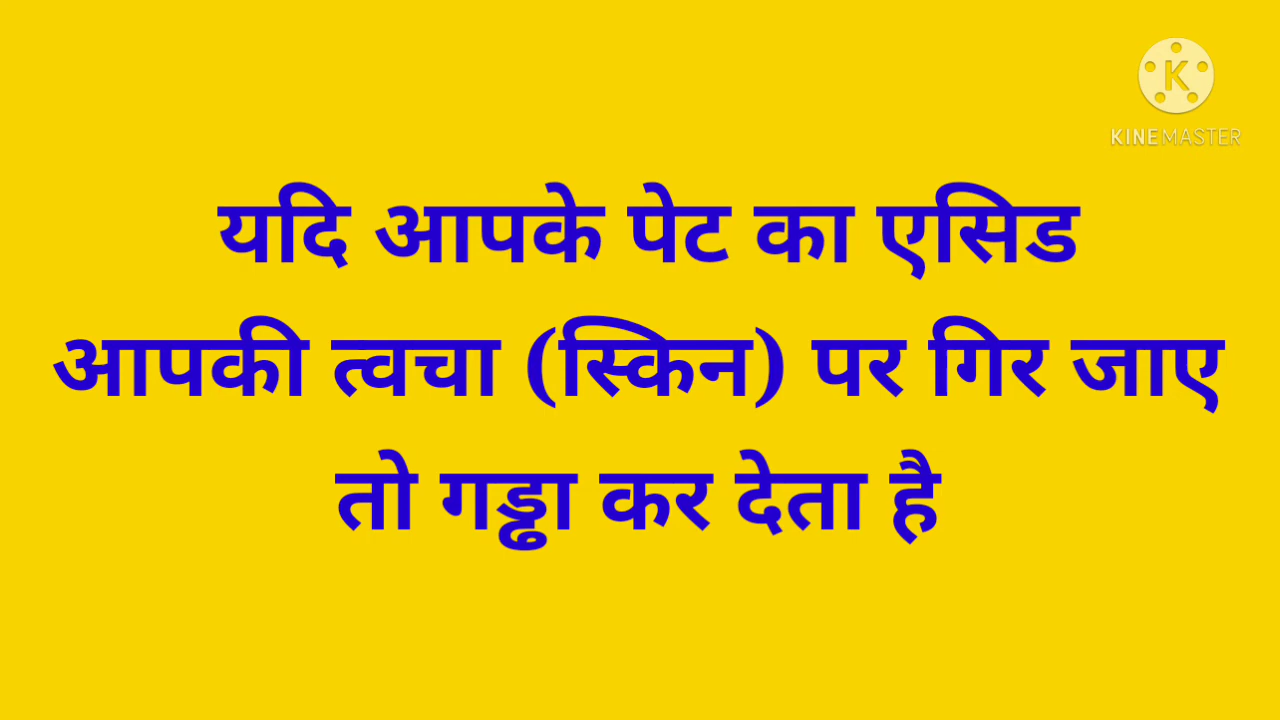 KINEMASTER
यदि आपके पेट का एसिड
आपकी त्वचा (स्किन) पर गिर जाए
तो गड्ढा कर देता है